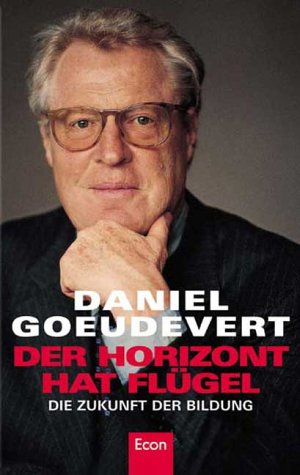 DANIEL
GOEUDEVERT
DER HORIZONT
HAT FLÜGEL
DIE ZUKUNFT DER BILDUNG
Econ